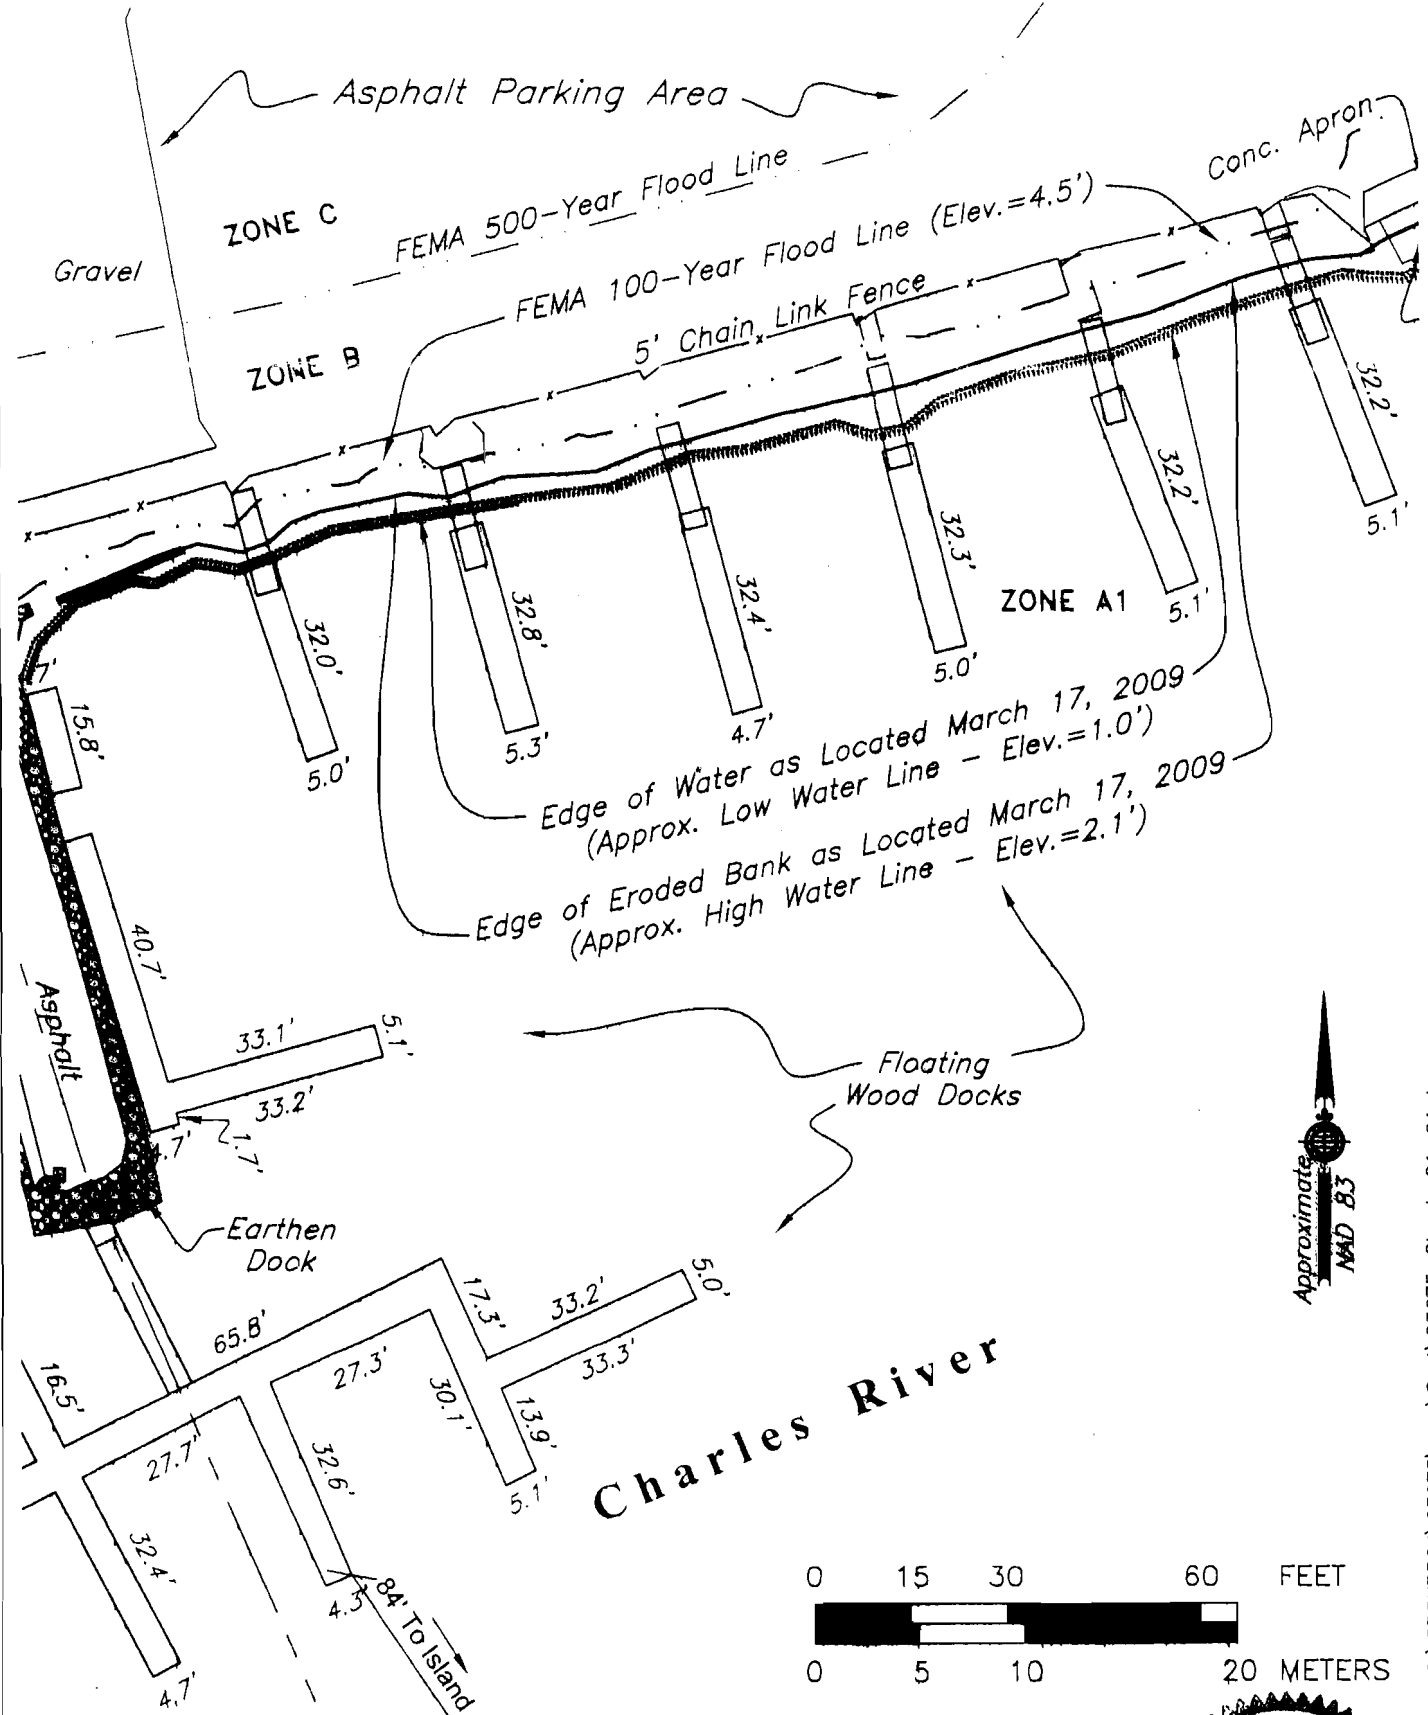 Asphalt Parking Area
Conc. Apron
ZONE C
FEMA 500-Year Flood Line
Gravel
FEMA 100-Year Flood Line (Elev.=4.5')
ZONE B
5' Chain Link Fence
32.2'
5.1'
32.2'
5.1'
32.3'
5.0'
ZONE A1
32.4'
4.7'
32.8'
5.3'
32.0'
5.0'
7'
15.8'
Edge of Water as Located March 17, 2009
(Approx. Low Water Line - Elev.=1.0')
Edge of Eroded Bank as Located March 17, 2009
(Approx. High Water Line - Elev.=2.1')
40.7'
Asphalt
33.1'
5.1'
33.2'
1.7'
Floating
Wood Docks
Earthen
Dock
Approximate
NAD 83
65.8'
17.3'
33.2'
5.0'
33.3'
27.3'
30.1'
13.9'
5.1'
16.5'
27.7'
32.6'
32.4'
4.7'
4.3'
84' To Island
Charles River
0 15 30 60 FEET
0 5 10 20 METERS